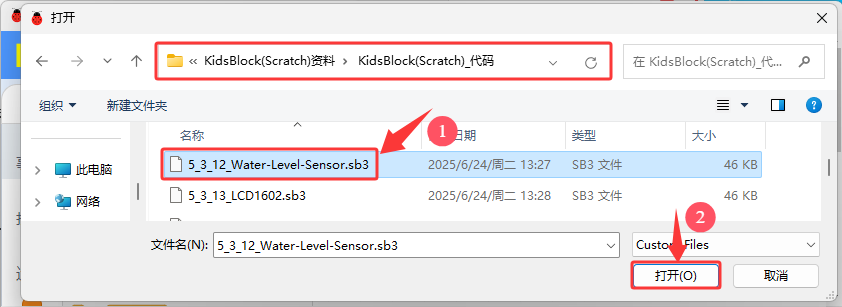 打开
« KidsBlock(Scratch)资料 › KidsBlock(Scratch)_代码
在 KidsBlock(Scratch)_代...
组织
新建文件夹
?
名称
日期
类型
大小
1
此电脑
5_3_12_Water-Level-Sensor.sb3
2025/6/24/周二 13:27
SB3 文件
46 KB
网络
5_3_13_LCD1602.sb3
2025/6/24/周二 13:28
SB3 文件
46 KB
2
文件名(N):
5_3_12_Water-Level-Sensor.sb3
Custom Files
打开(O)
取消